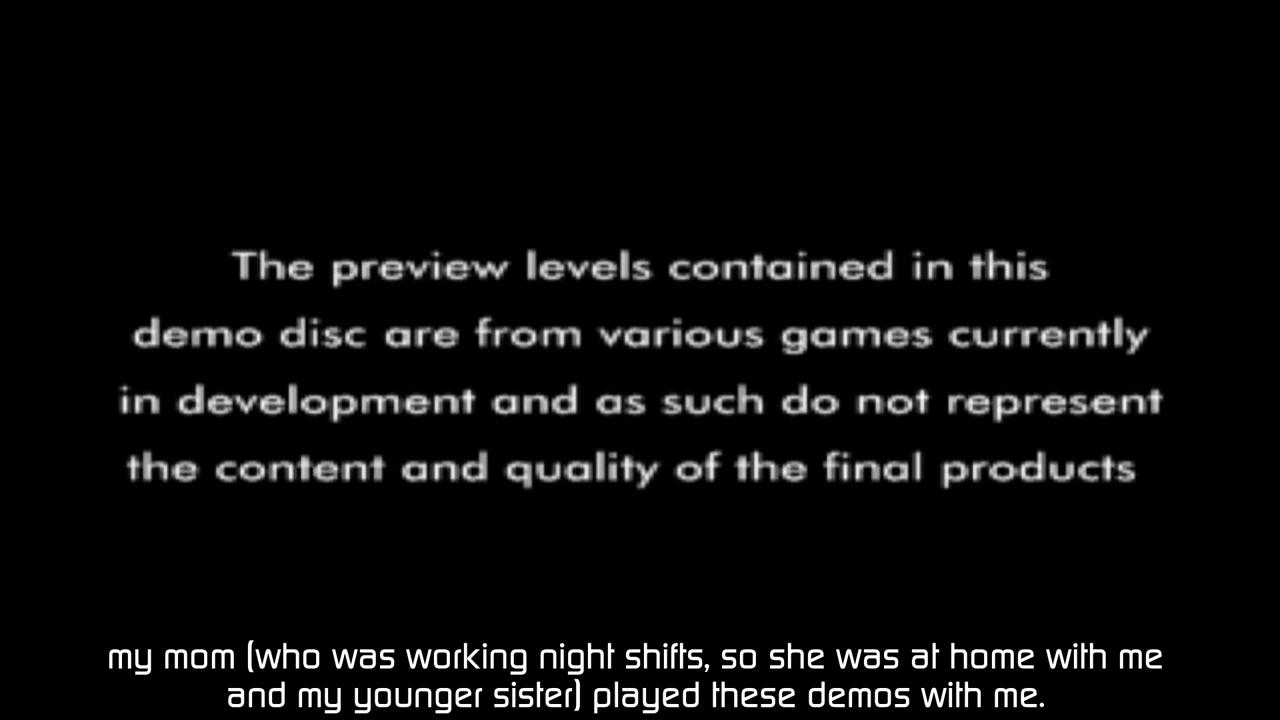 The preview levels contained in this
demo disc are from various games currently
in development and as such do not represent
the content and quality of the final products
my mom (who was working night shifts, so she was at home with me
and my younger sister) played these demos with me.